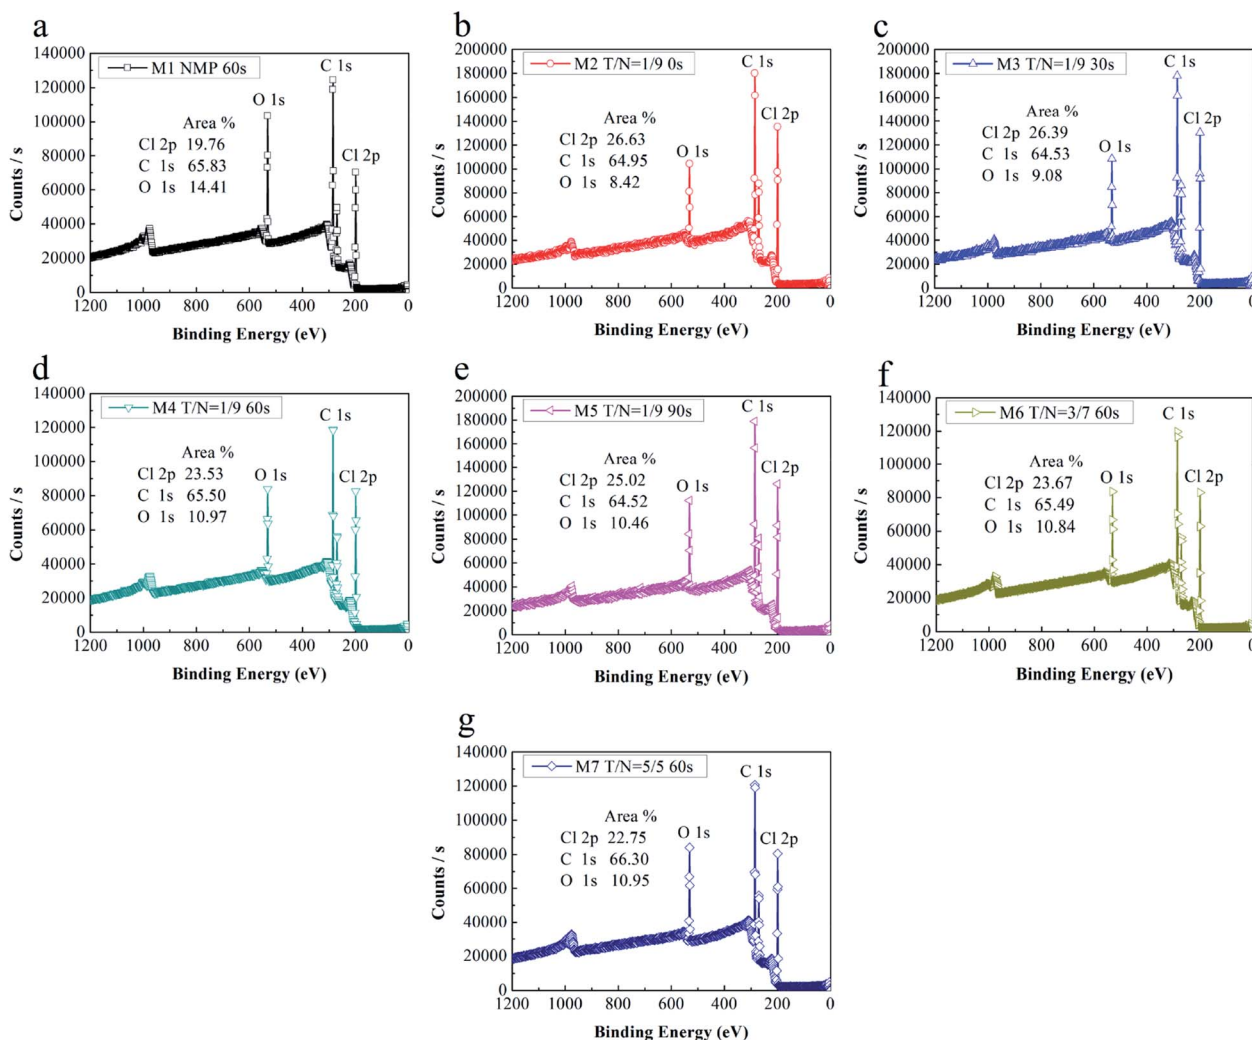 a
M1 NMP 60s
C 1s
O 1s
Cl 2p
Area %
Cl 2p 19.76
C 1s 65.83
O 1s 14.41
Counts / s
140000
120000
100000
80000
60000
40000
20000
0
1200 1000 800 600 400 200 0
Binding Energy (eV)
b
M2 T/N=1/9 0s
C 1s
O 1s
Cl 2p
Area %
Cl 2p 26.63
C 1s 64.95
O 1s 8.42
Counts / s
200000
180000
160000
140000
120000
100000
80000
60000
40000
20000
0
1200 1000 800 600 400 200 0
Binding Energy (eV)
c
M3 T/N=1/9 30s
C 1s
O 1s
Cl 2p
Area %
Cl 2p 26.39
C 1s 64.53
O 1s 9.08
Counts / s
200000
180000
160000
140000
120000
100000
80000
60000
40000
20000
0
1200 1000 800 600 400 200 0
Binding Energy (eV)
d
M4 T/N=1/9 60s
C 1s
O 1s
Cl 2p
Area %
Cl 2p 23.53
C 1s 65.50
O 1s 10.97
Counts / s
140000
120000
100000
80000
60000
40000
20000
0
1200 1000 800 600 400 200 0
Binding Energy (eV)
e
M5 T/N=1/9 90s
C 1s
O 1s
Cl 2p
Area %
Cl 2p 25.02
C 1s 64.52
O 1s 10.46
Counts / s
200000
180000
160000
140000
120000
100000
80000
60000
40000
20000
0
1200 1000 800 600 400 200 0
Binding Energy (eV)
f
M6 T/N=3/7 60s
C 1s
O 1s
Cl 2p
Area %
Cl 2p 23.67
C 1s 65.49
O 1s 10.84
Counts / s
140000
120000
100000
80000
60000
40000
20000
0
1200 1000 800 600 400 200 0
Binding Energy (eV)
g
M7 T/N=5/5 60s
C 1s
O 1s
Cl 2p
Area %
Cl 2p 22.75
C 1s 66.30
O 1s 10.95
Counts / s
140000
120000
100000
80000
60000
40000
20000
0
1200 1000 800 600 400 200 0
Binding Energy (eV)